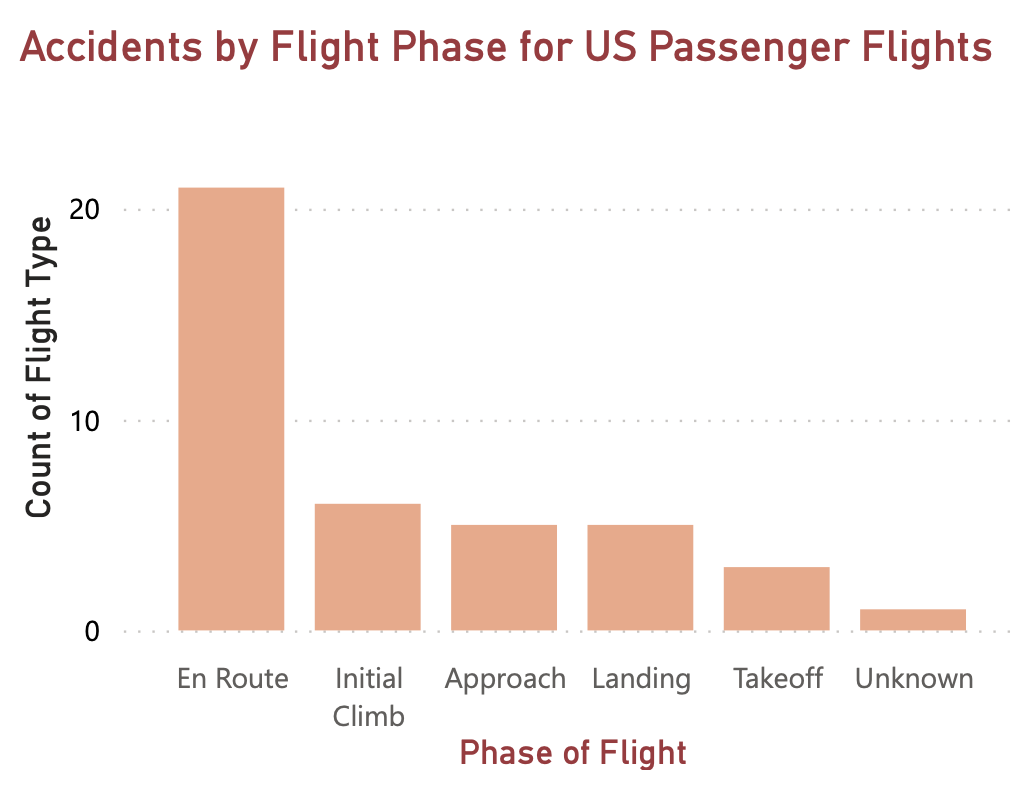 Accidents by Flight Phase for US Passenger Flights
Count of Flight Type
20
10
0
En Route
Initial
Climb
Approach
Landing
Takeoff
Unknown
Phase of Flight